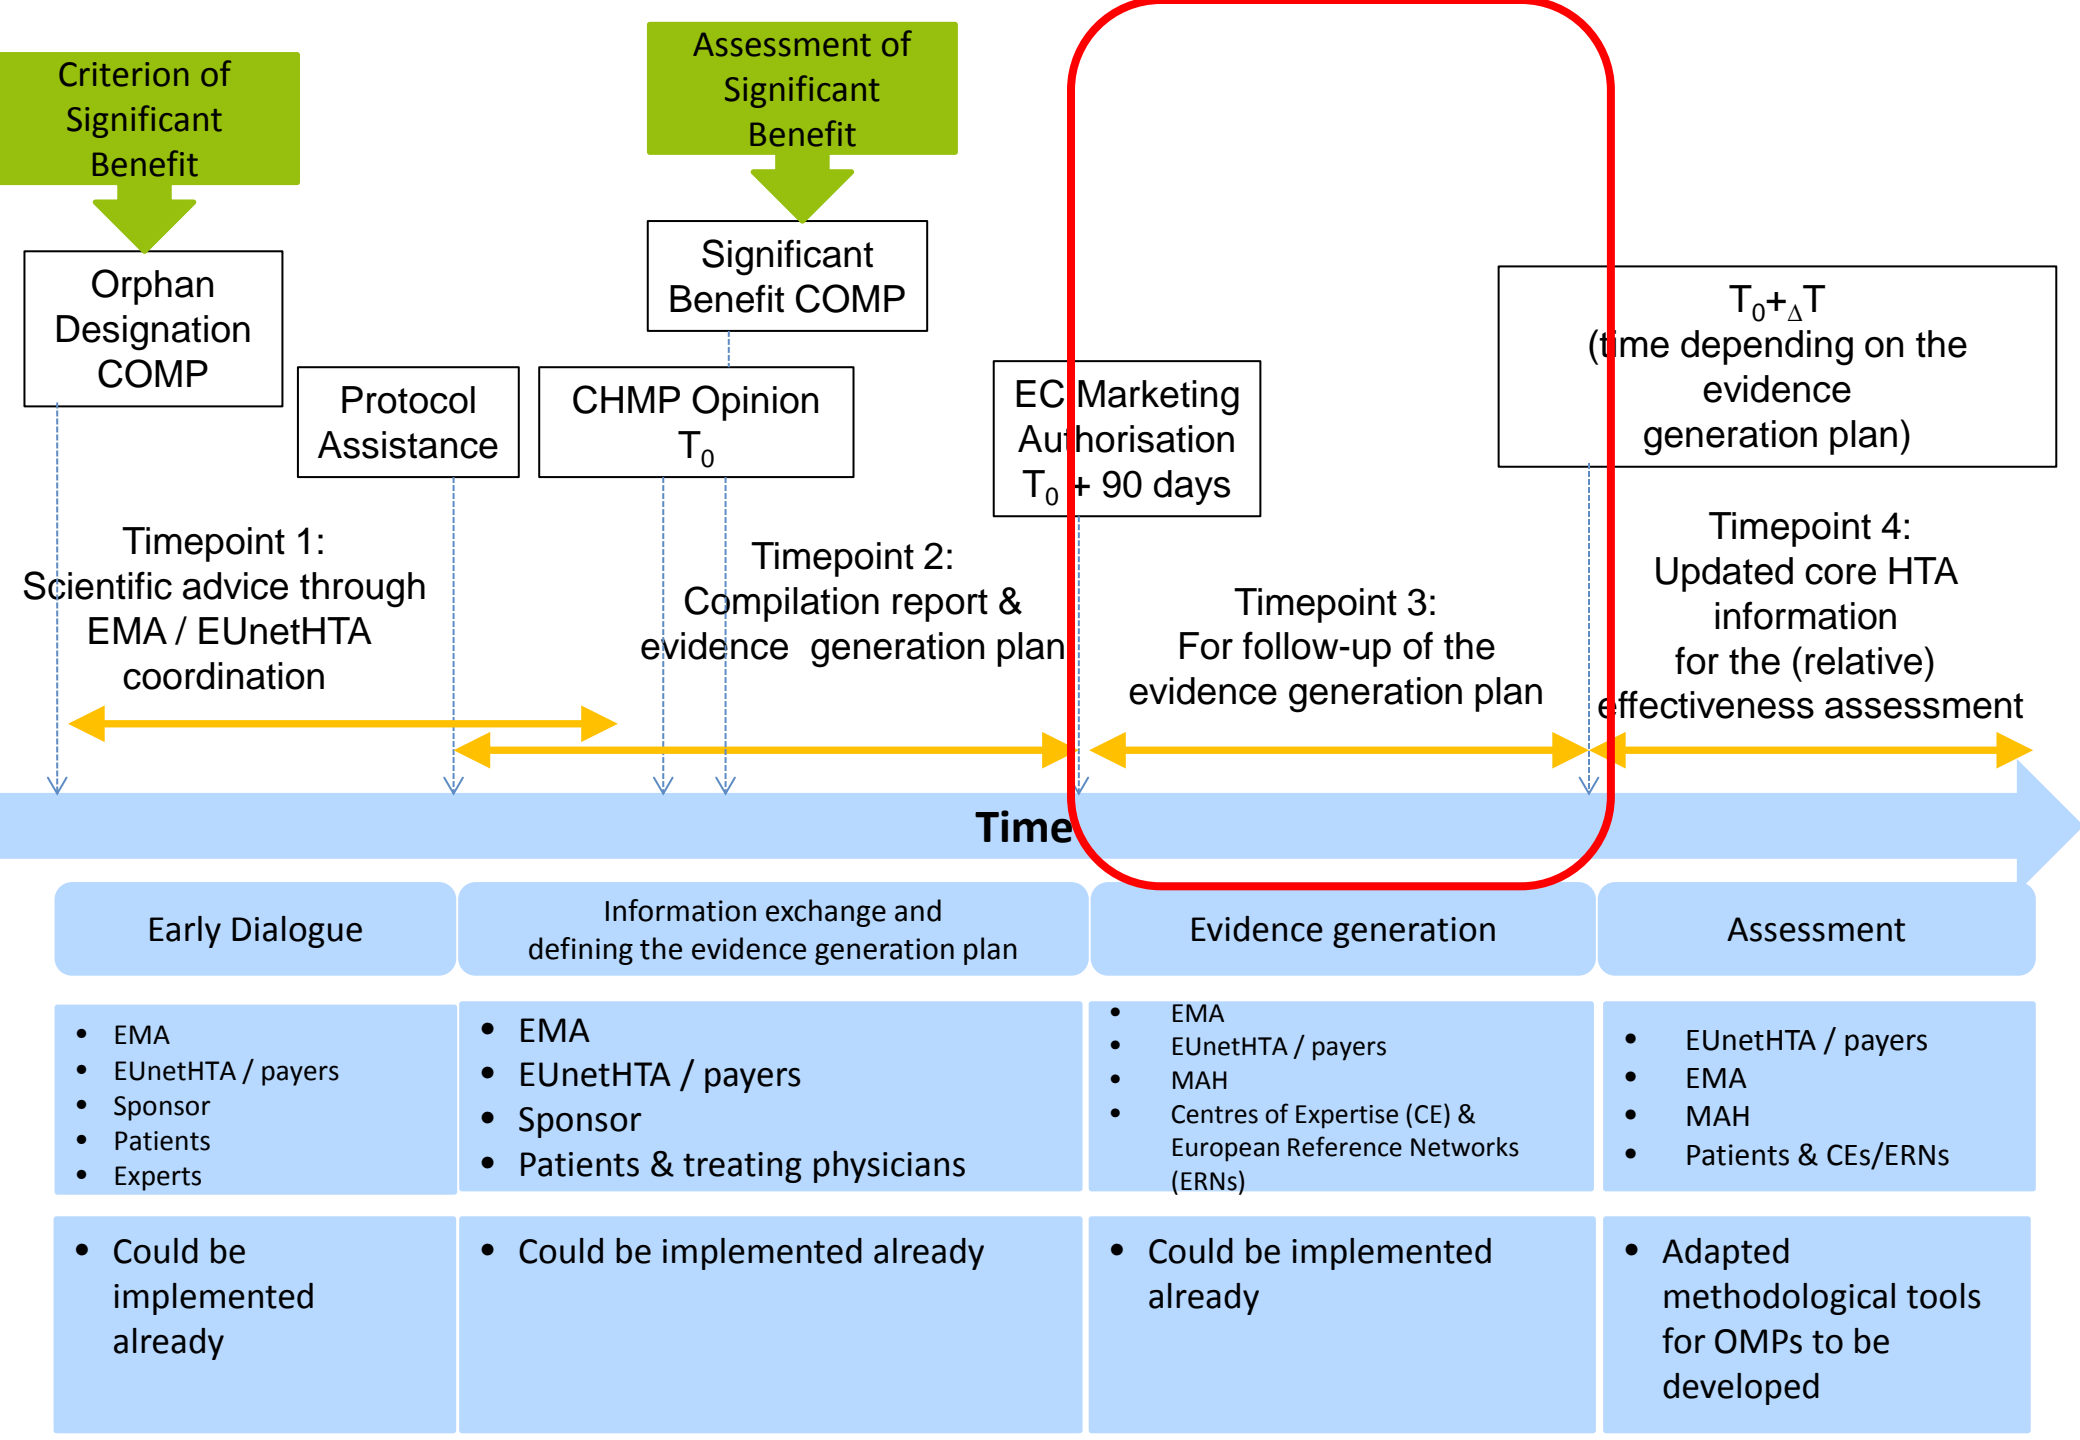 Criterion of
Significant
Benefit
Assessment of
Significant
Benefit
Orphan
Designation
COMP
Significant
Benefit COMP
Protocol
Assistance
CHMP Opinion
T0
EC Marketing
Authorisation
T0 + 90 days
T0+ΔT
(time depending on the
evidence
generation plan)
Timepoint 1:
Scientific advice through
EMA / EUnetHTA
coordination
Timepoint 2:
Compilation report &
evidence generation plan
Timepoint 3:
For follow-up of the
evidence generation plan
Timepoint 4:
Updated core HTA
information
for the (relative)
effectiveness assessment
Time
Early Dialogue
Information exchange and
defining the evidence generation plan
Evidence generation
Assessment
• EMA
• EUnetHTA / payers
• Sponsor
• Patients
• Experts
• EMA
• EUnetHTA / payers
• Sponsor
• Patients & treating physicians
• EMA
• EUnetHTA / payers
• MAH
• Centres of Expertise (CE) &
European Reference Networks
(ERNs)
• EUnetHTA / payers
• EMA
• MAH
• Patients & CEs/ERNs
• Could be
implemented
already
• Could be implemented already
• Could be implemented
already
• Adapted
methodological tools
for OMPs to be
developed